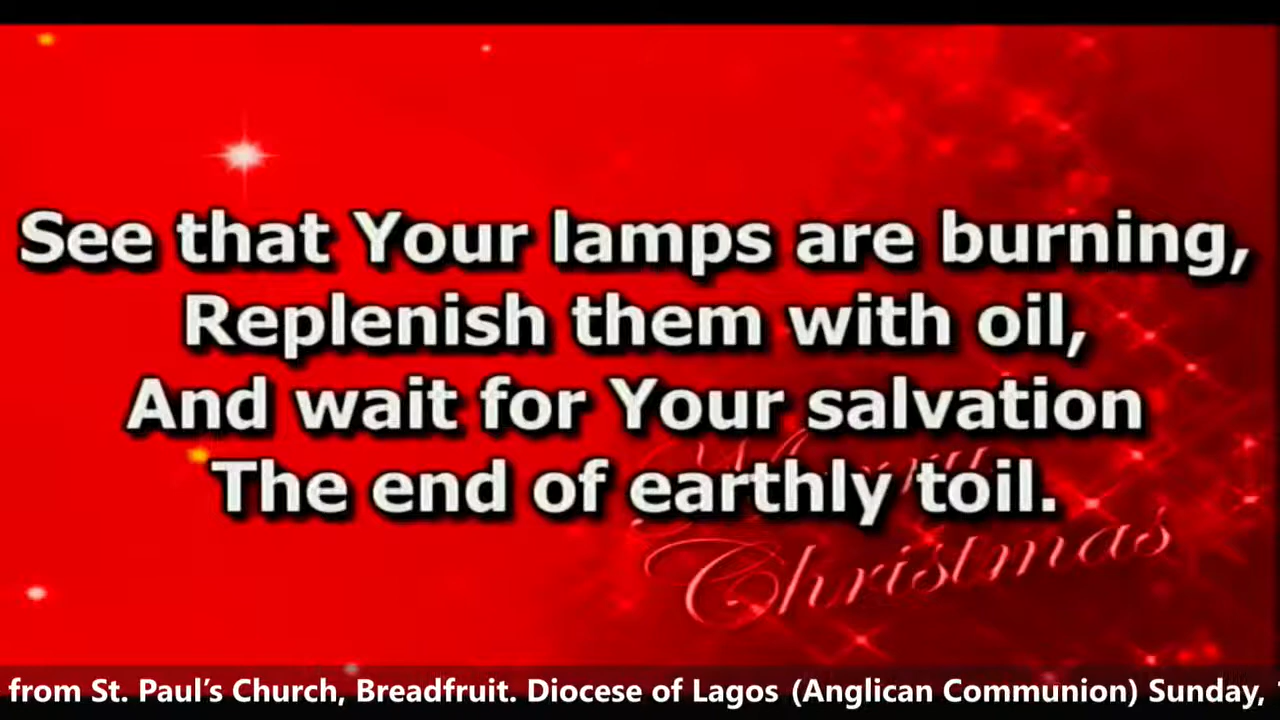 See that Your lamps are burning,
Replenish them with oil,
And wait for Your salvation
The end of earthly toil.
Merry
Christmas
from St. Paul’s Church, Breadfruit. Diocese of Lagos (Anglican Communion) Sunday,